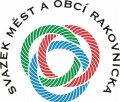 SVAZEK MĚST A OBCÍ RAKOVNICKA